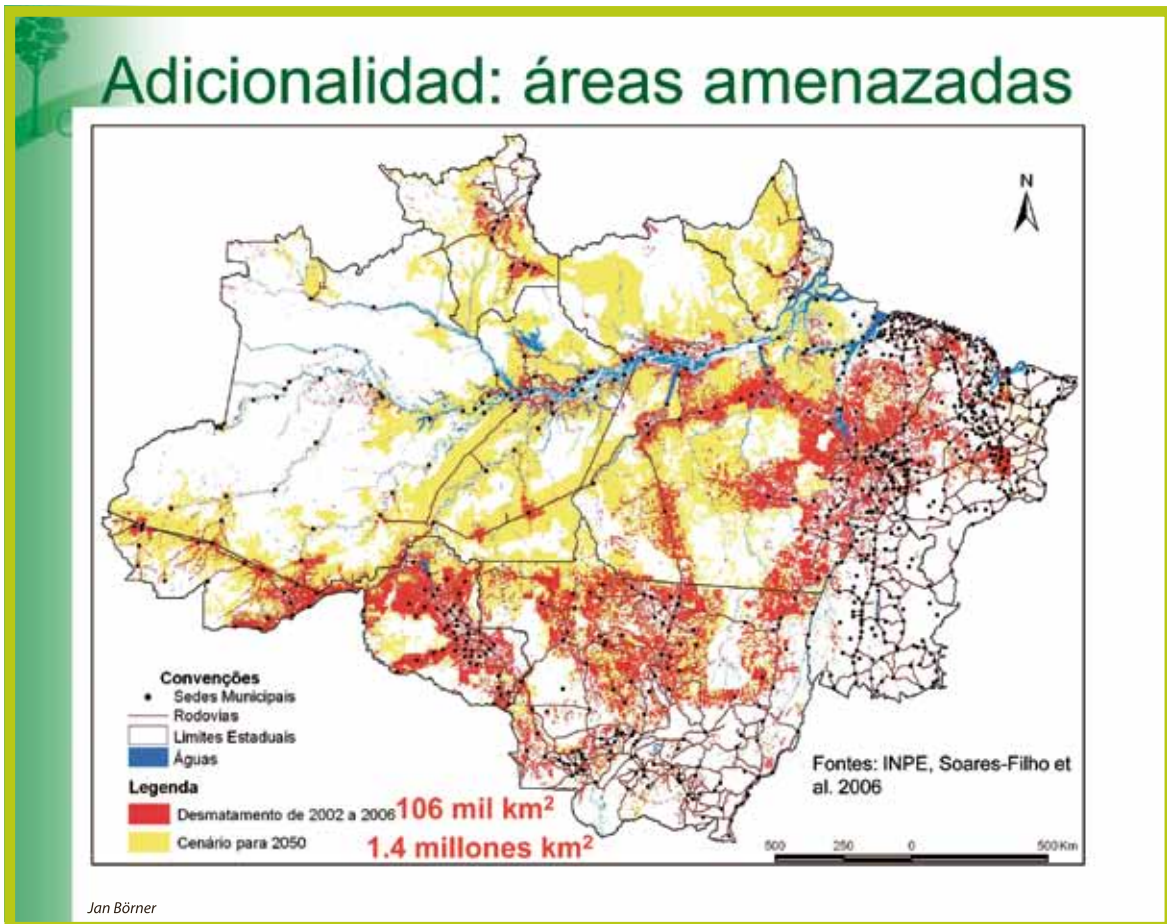 Adicionalidad: áreas amenazadas
N
Convenções
Sedes Municipais
Rodovias
Limites Estaduais
Águas
Legenda
Desmatamento de 2002 a 2006 106 mil km²
Cenário para 2050 1.4 millones km²
Fontes: INPE, Soares-Filho et
al. 2006
500 250 0 500 Km
Jan Börner